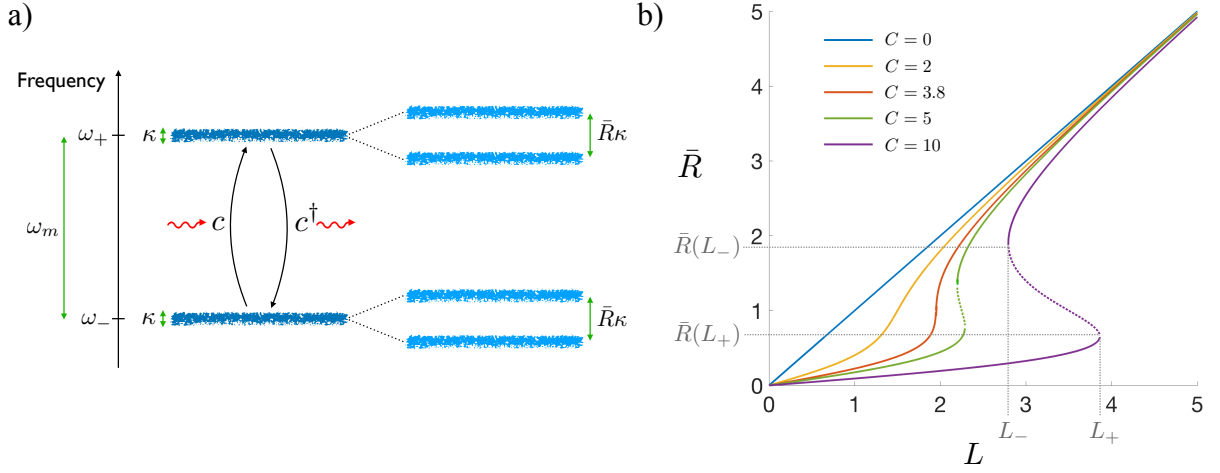 a)
Frequency
ω₊
κ
R̄κ
ωₘ
c
c†
ω₋
κ
R̄κ
b)
5
4
3
2
1
0
R̄
R̄(L₋)
R̄(L₊)
C = 0
C = 2
C = 3.8
C = 5
C = 10
0
1
2
3
4
5
L₋
L₊
L